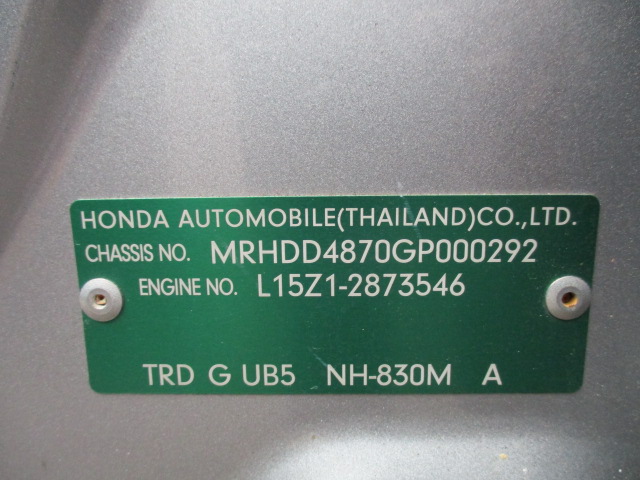 HONDA AUTOMOBILE(THAILAND)CO.,LTD.
CHASSIS NO. MRHDD4870GP000292
ENGINE NO. L15Z1-2873546
TRD G UB5 NH-830M A